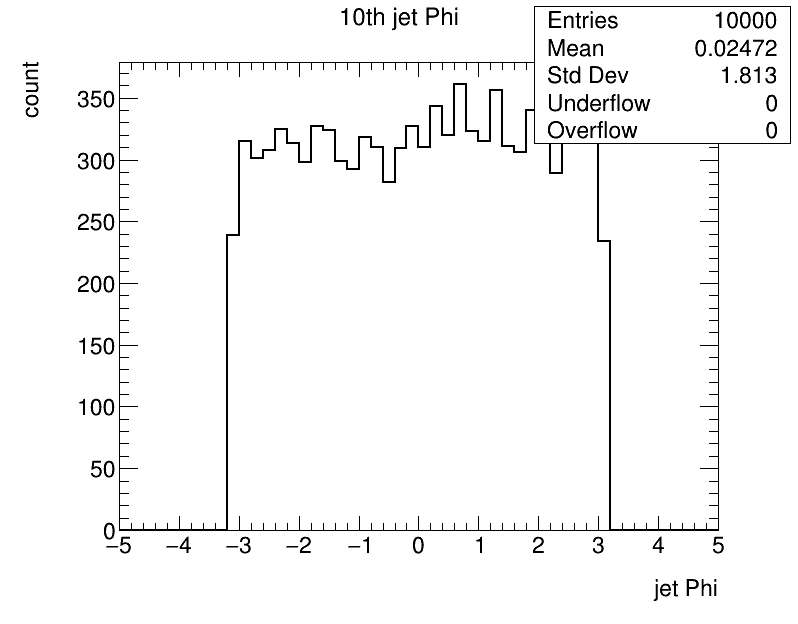 10th jet Phi
Entries 10000
Mean 0.02472
Std Dev 1.813
Underflow 0
Overflow 0
count
350
300
250
200
150
100
50
0
−5 −4 −3 −2 −1 0 1 2 3 4 5
jet Phi